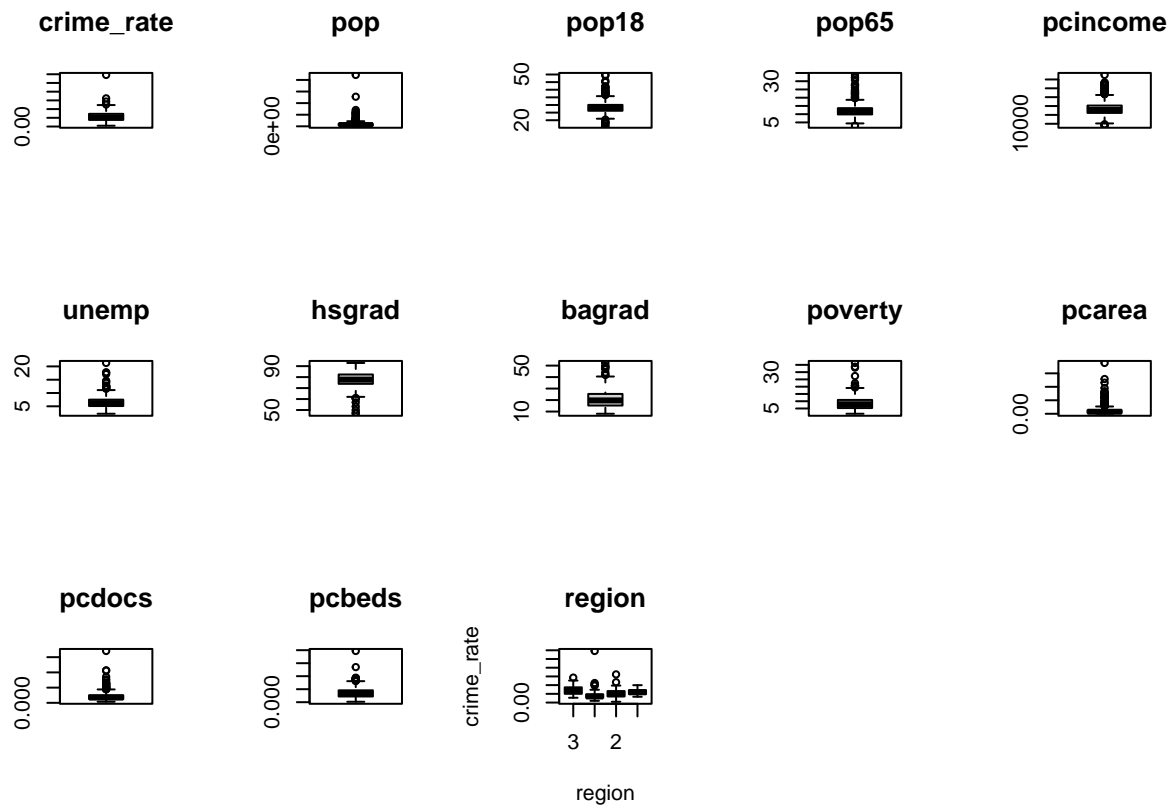 crime_rate
0.00
pop
0e+00
pop18
50
20
pop65
30
5
pcincome
10000
unemp
20
5
hsgrad
90
50
bagrad
50
10
poverty
30
5
pcarea
0.00
pcdocs
0.000
pcbeds
0.000
region
crime_rate
0.00
3 2
region